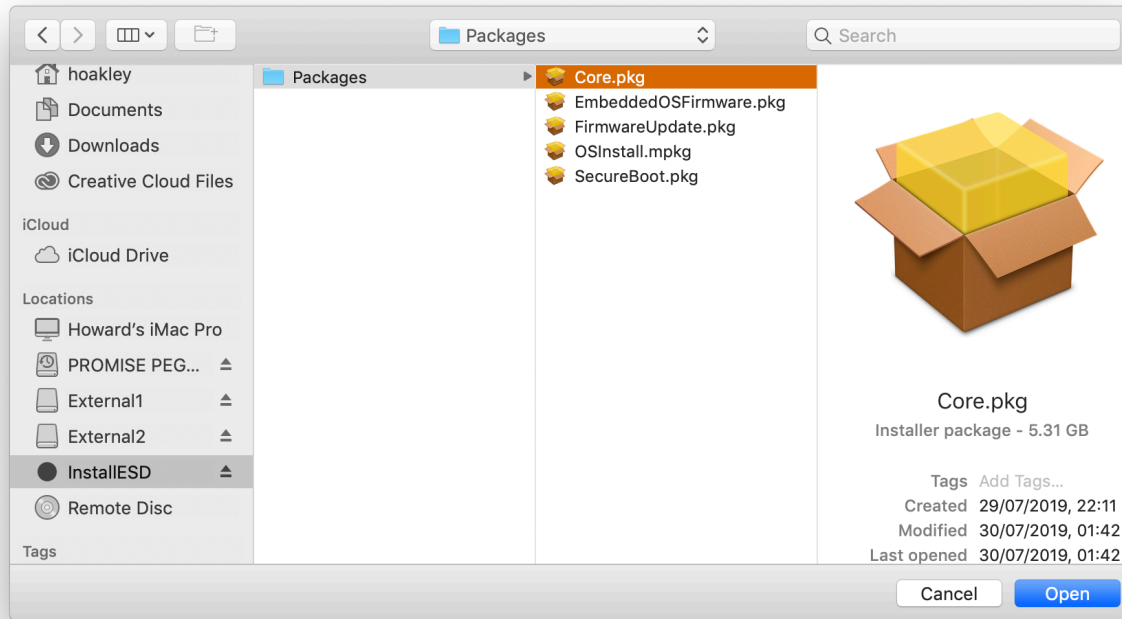 Packages
Search
hoakley
Documents
Downloads
Creative Cloud Files
iCloud
iCloud Drive
Locations
Howard’s iMac Pro
PROMISE PEG...
External1
External2
InstallESD
Remote Disc
Tags
Packages
Core.pkg
EmbeddedOSFirmware.pkg
FirmwareUpdate.pkg
OSInstall.mpkg
SecureBoot.pkg
Core.pkg
Installer package - 5.31 GB
Tags Add Tags...
Created 29/07/2019, 22:11
Modified 30/07/2019, 01:42
Last opened 30/07/2019, 01:42
Cancel
Open